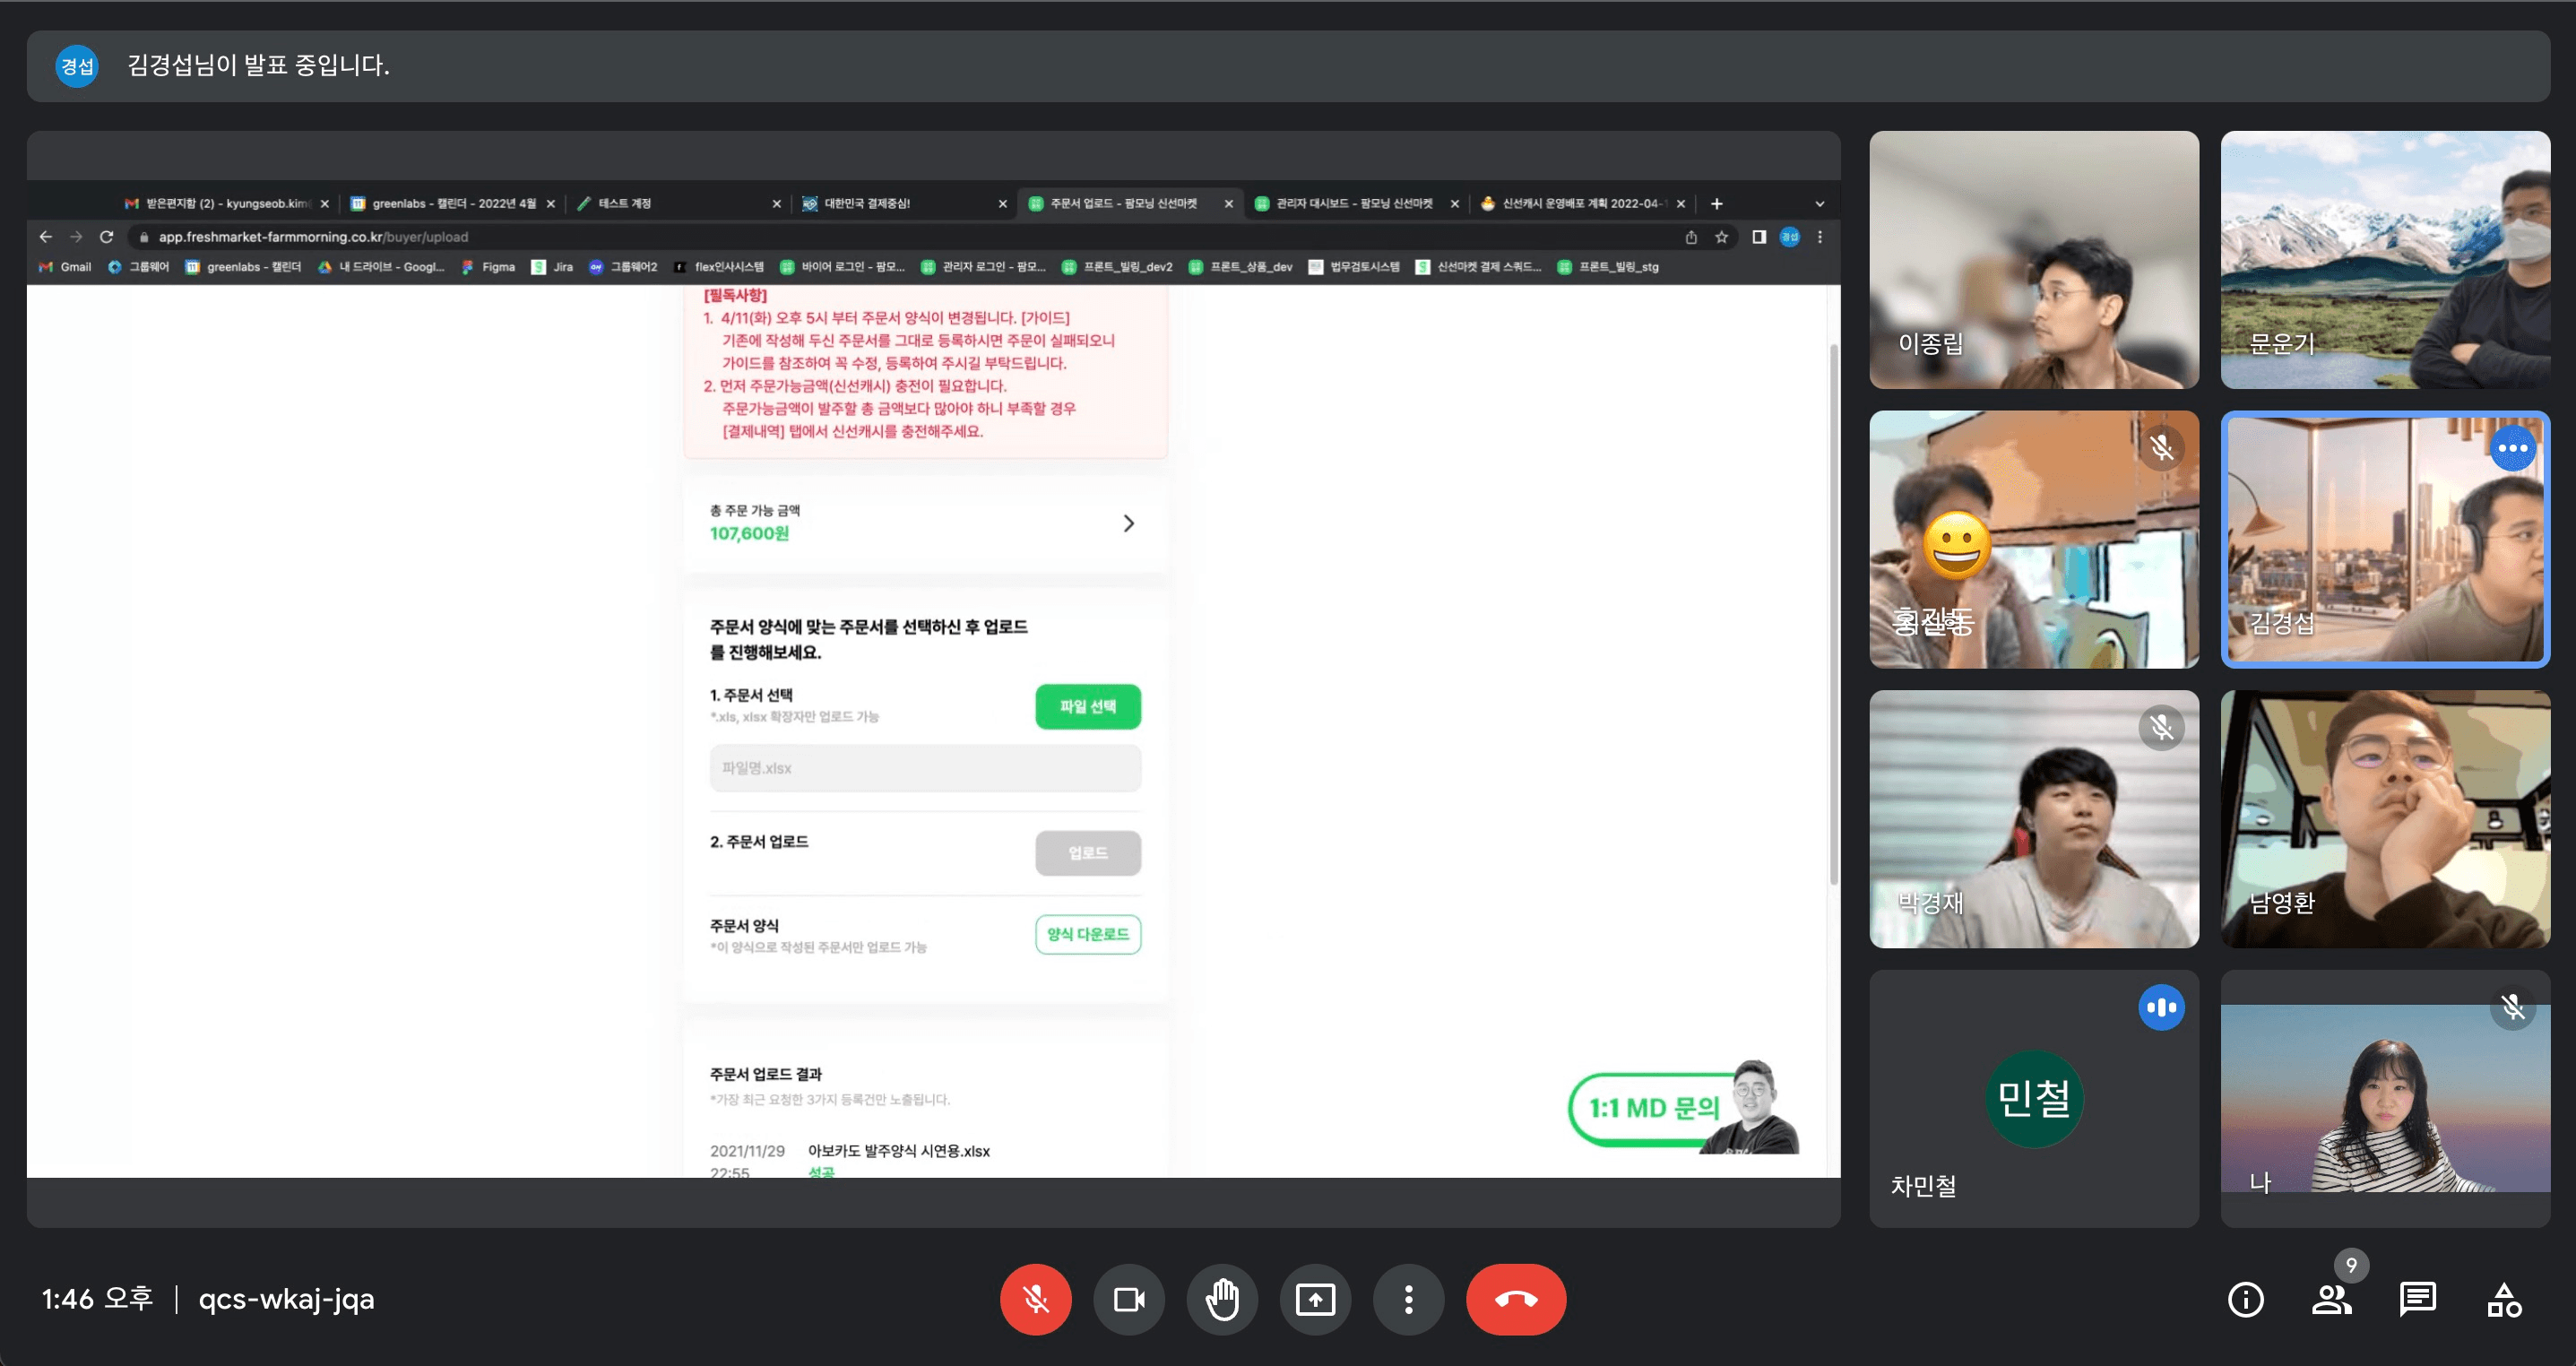 경섭 김경섭님이 발표 중입니다.
받은편지함 (2) - kyungseob.kim
greenlabs - 캘린더 - 2022년 4월
테스트 계정
대한민국 결제중심!
주문서 업로드 - 팜모닝 신선마켓
관리자 대시보드 - 팜모닝 신선마켓
신선캐시 운영배포 계획 2022-04-
app.freshmarket-farmmorning.co.kr/buyer/upload
경섭
Gmail
그룹웨어
greenlabs - 캘린더
내 드라이브 - Googl...
Figma
Jira
그룹웨어2
flex인사시스템
바이어 로그인 - 팜모...
관리자 로그인 - 팜모...
프론트_빌링_dev2
프론트_상품_dev
법무검토시스템
신선마켓 결제 스쿼드...
프론트_빌링_stg
[필독사항]
1. 4/11(화) 오후 5시 부터 주문서 양식이 변경됩니다. [가이드]
기존에 작성해 두신 주문서를 그대로 등록하시면 주문이 실패되오니
가이드를 참조하여 꼭 수정, 등록하여 주시길 부탁드립니다.
2. 먼저 주문가능금액(신선캐시) 충전이 필요합니다.
주문가능금액이 발주할 총 금액보다 많아야 하니 부족할 경우
[결제내역] 탭에서 신선캐시를 충전해주세요.
총 주문 가능 금액
107,600원
주문서 양식에 맞는 주문서를 선택하신 후 업로드
를 진행해보세요.
1. 주문서 선택
*.xls, xlsx 확장자만 업로드 가능
파일 선택
파일명.xlsx
2. 주문서 업로드
업로드
주문서 양식
*이 양식으로 작성된 주문서만 업로드 가능
양식 다운로드
주문서 업로드 결과
*가장 최근 요청한 3가지 등록건만 노출됩니다.
2021/11/29 아보카도 발주양식 시연용.xlsx
22:55 성공
1:1 MD 문의
이종립
문운기
김경섭
박경재
남영환
민철
차민철
나
1:46 오후 | qcs-wkaj-jqa
9